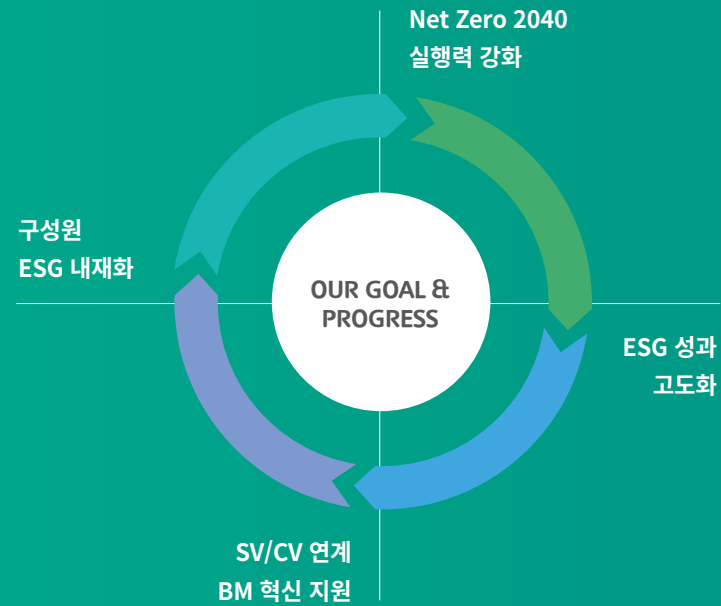 Net Zero 2040
실행력 강화
구성원
ESG 내재화
OUR GOAL &
PROGRESS
ESG 성과
고도화
SV/CV 연계
BM 혁신 지원